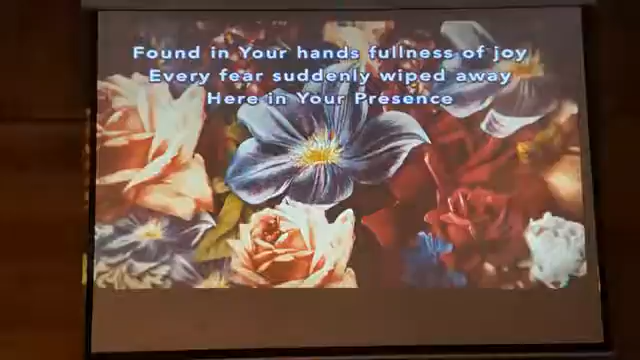 Found in Your hands fullness of joy
Every fear suddenly wiped away
Here in Your Presence